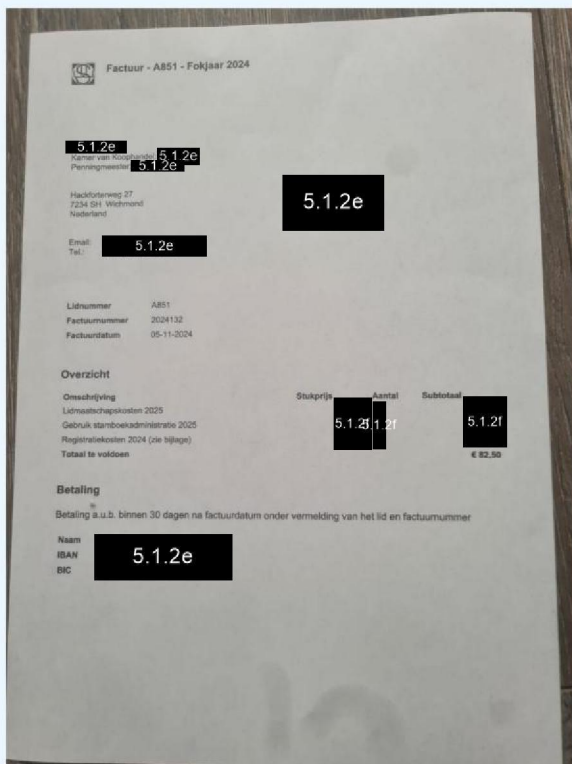 Factuur - A851 - Fokjaar 2024
5.1.2e
Kamer van Koophandel: 5.1.2e
Penningmeester: 5.1.2e
5.1.2e
Hackforterweg 27
7234 SH Wichmond
Nederland
Email:
Tel.:
5.1.2e
Lidnummer A851
Factuurnummer 2024132
Factuurdatum 05-11-2024
Overzicht
Omschrijving Stukprijs Aantal Subtotaal
Lidmaatschapskosten 2025
Gebruik stamboekadministratie 2025 5.1.2f 5.1.2f 5.1.2f
Registratiekosten 2024 (zie bijlage)
Totaal te voldoen € 82,50
Betaling
Betaling a.u.b. binnen 30 dagen na factuurdatum onder vermelding van het lid en factuurnummer
Naam
IBAN 5.1.2e
BIC